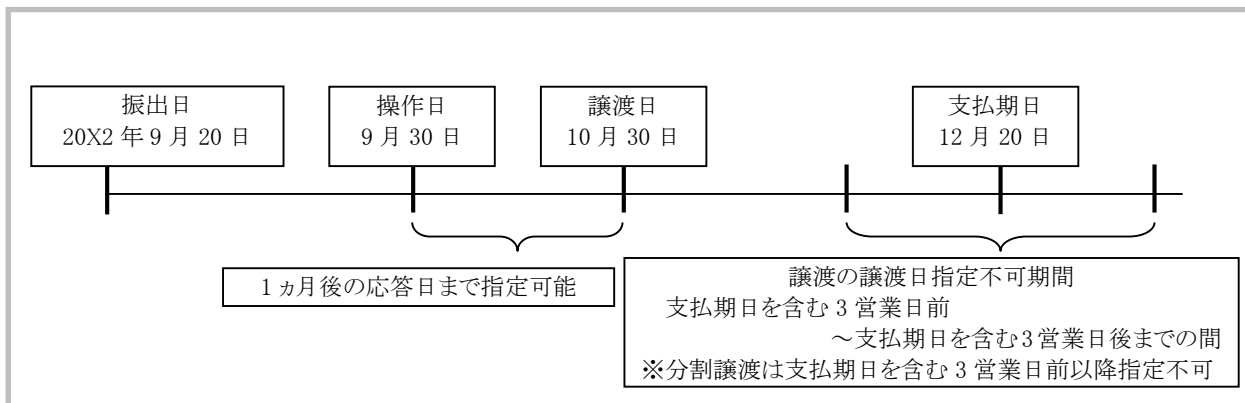 振出日
20X2 年 9 月 20 日
操作日
9 月 30 日
譲渡日
10 月 30 日
支払期日
12 月 20 日
1 ヵ月後の応答日まで指定可能
譲渡の譲渡日指定不可期間
支払期日を含む 3 営業日前
～支払期日を含む 3 営業日後までの間
※分割譲渡は支払期日を含む 3 営業日前以降指定不可